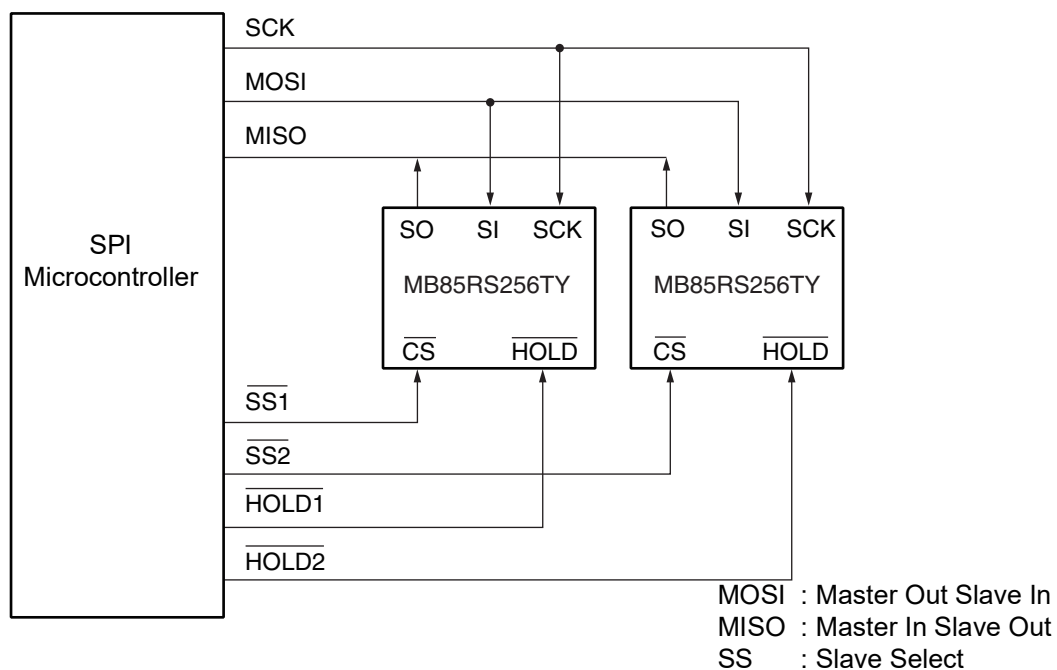 SCK
MOSI
MISO
SO SI SCK
MB85RS256TY
CS HOLD
SO SI SCK
MB85RS256TY
CS HOLD
SPI
Microcontroller
SS1
SS2
HOLD1
HOLD2
MOSI : Master Out Slave In
MISO : Master In Slave Out
SS : Slave Select